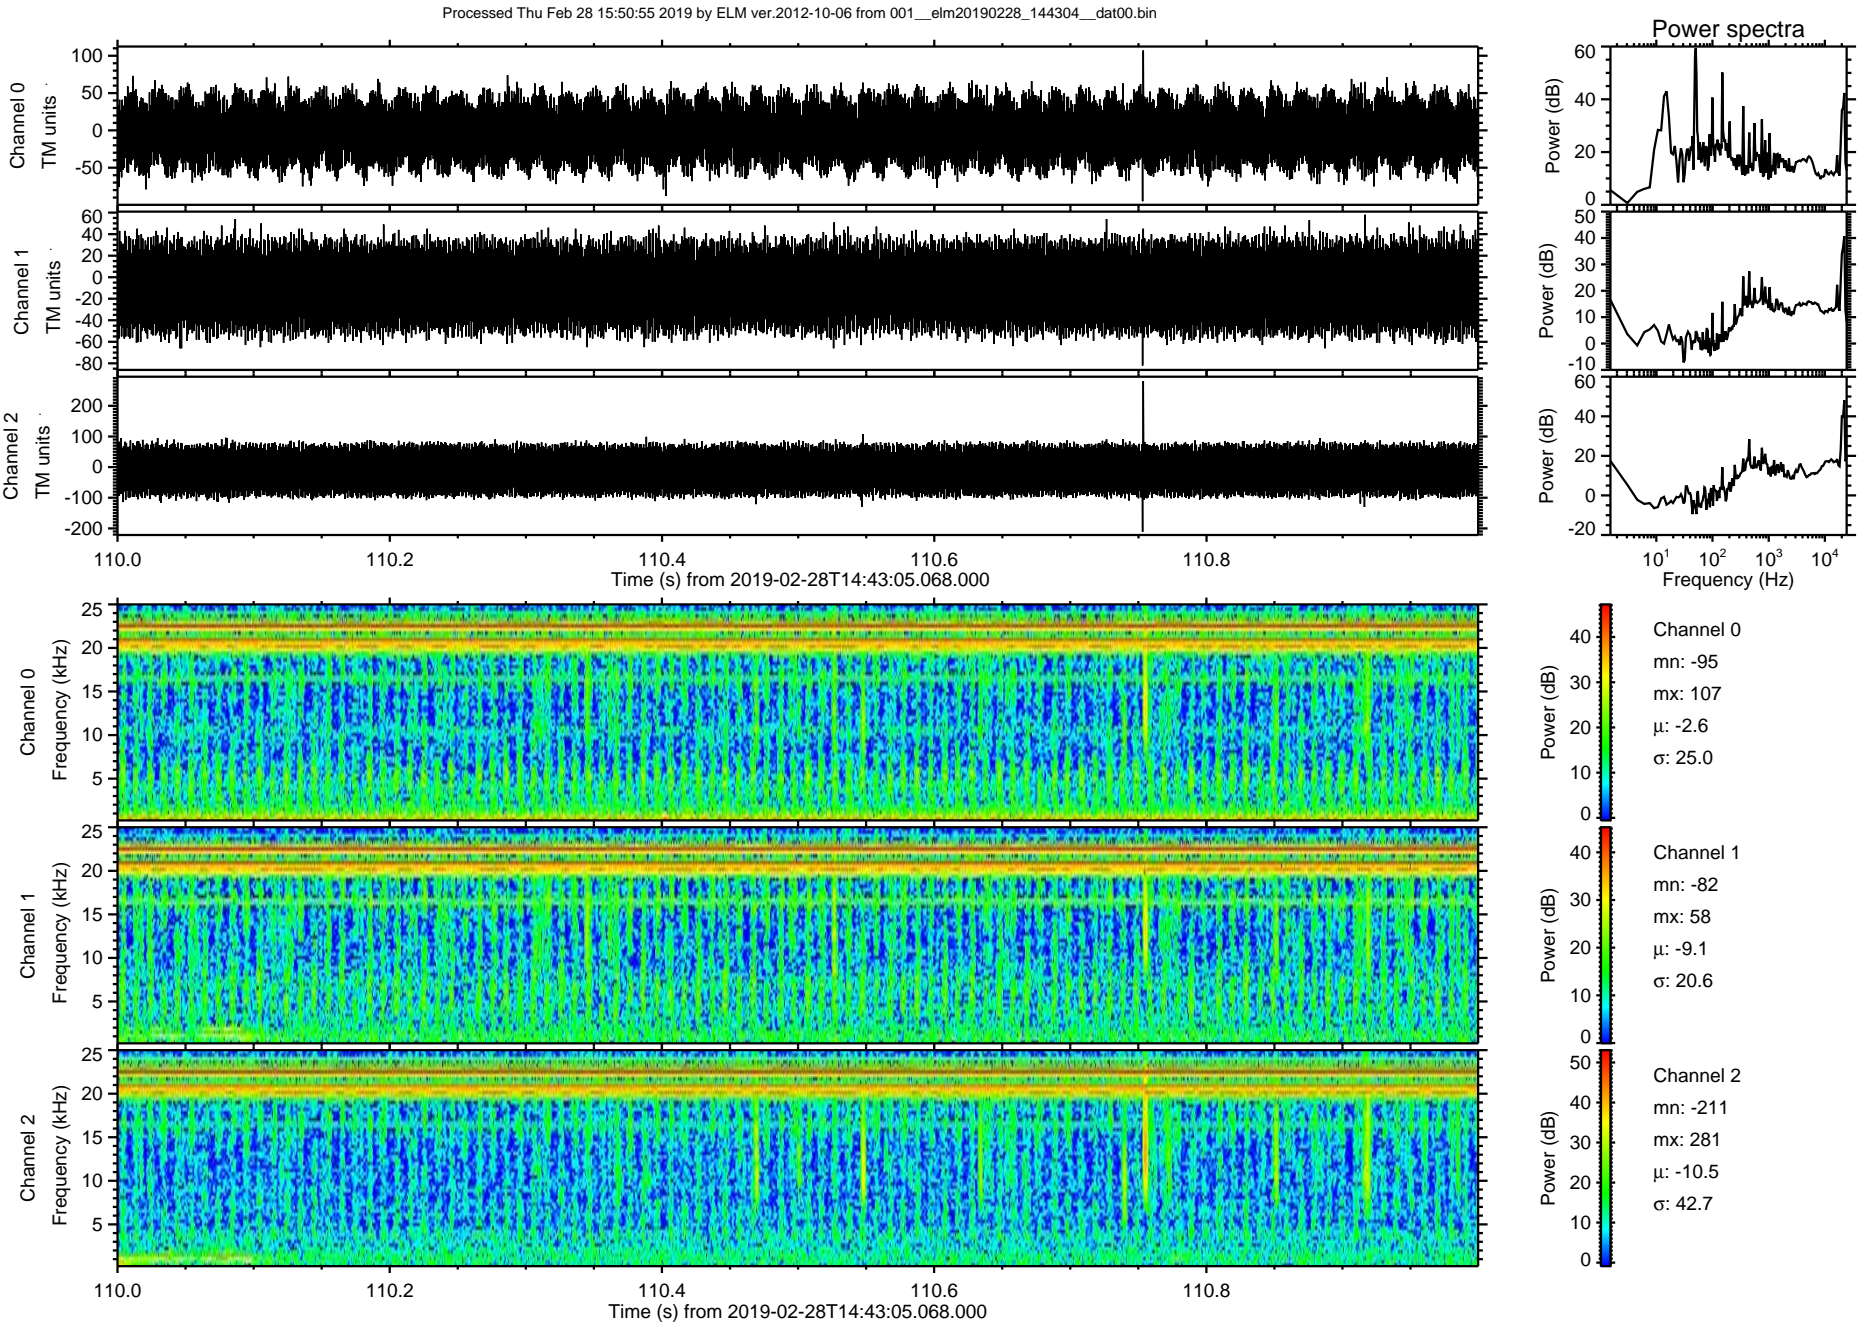 Processed Thu Feb 28 15:50:55 2019 by ELM ver.2012-10-06 from 001__elm20190228_144304__dat00.bin
Power spectra
Channel 0
TM units
100
50
0
-50
Power (dB)
60
40
20
0
Channel 1
TM units
60
40
20
0
-20
-40
-60
-80
Power (dB)
50
40
30
20
10
0
-10
Channel 2
TM units
200
100
0
-100
-200
Power (dB)
60
40
20
0
-20
110.0 110.2 110.4 110.6 110.8
Time (s) from 2019-02-28T14:43:05.068.000
10¹ 10² 10³ 10⁴
Frequency (Hz)
Channel 0
Frequency (kHz)
25
20
15
10
5
Power (dB)
40
30
20
10
0
Channel 0
mn: -95
mx: 107
μ: -2.6
σ: 25.0
Channel 1
Frequency (kHz)
25
20
15
10
5
Power (dB)
40
30
20
10
0
Channel 1
mn: -82
mx: 58
μ: -9.1
σ: 20.6
Channel 2
Frequency (kHz)
25
20
15
10
5
Power (dB)
50
40
30
20
10
0
Channel 2
mn: -211
mx: 281
μ: -10.5
σ: 42.7
110.0 110.2 110.4 110.6 110.8
Time (s) from 2019-02-28T14:43:05.068.000